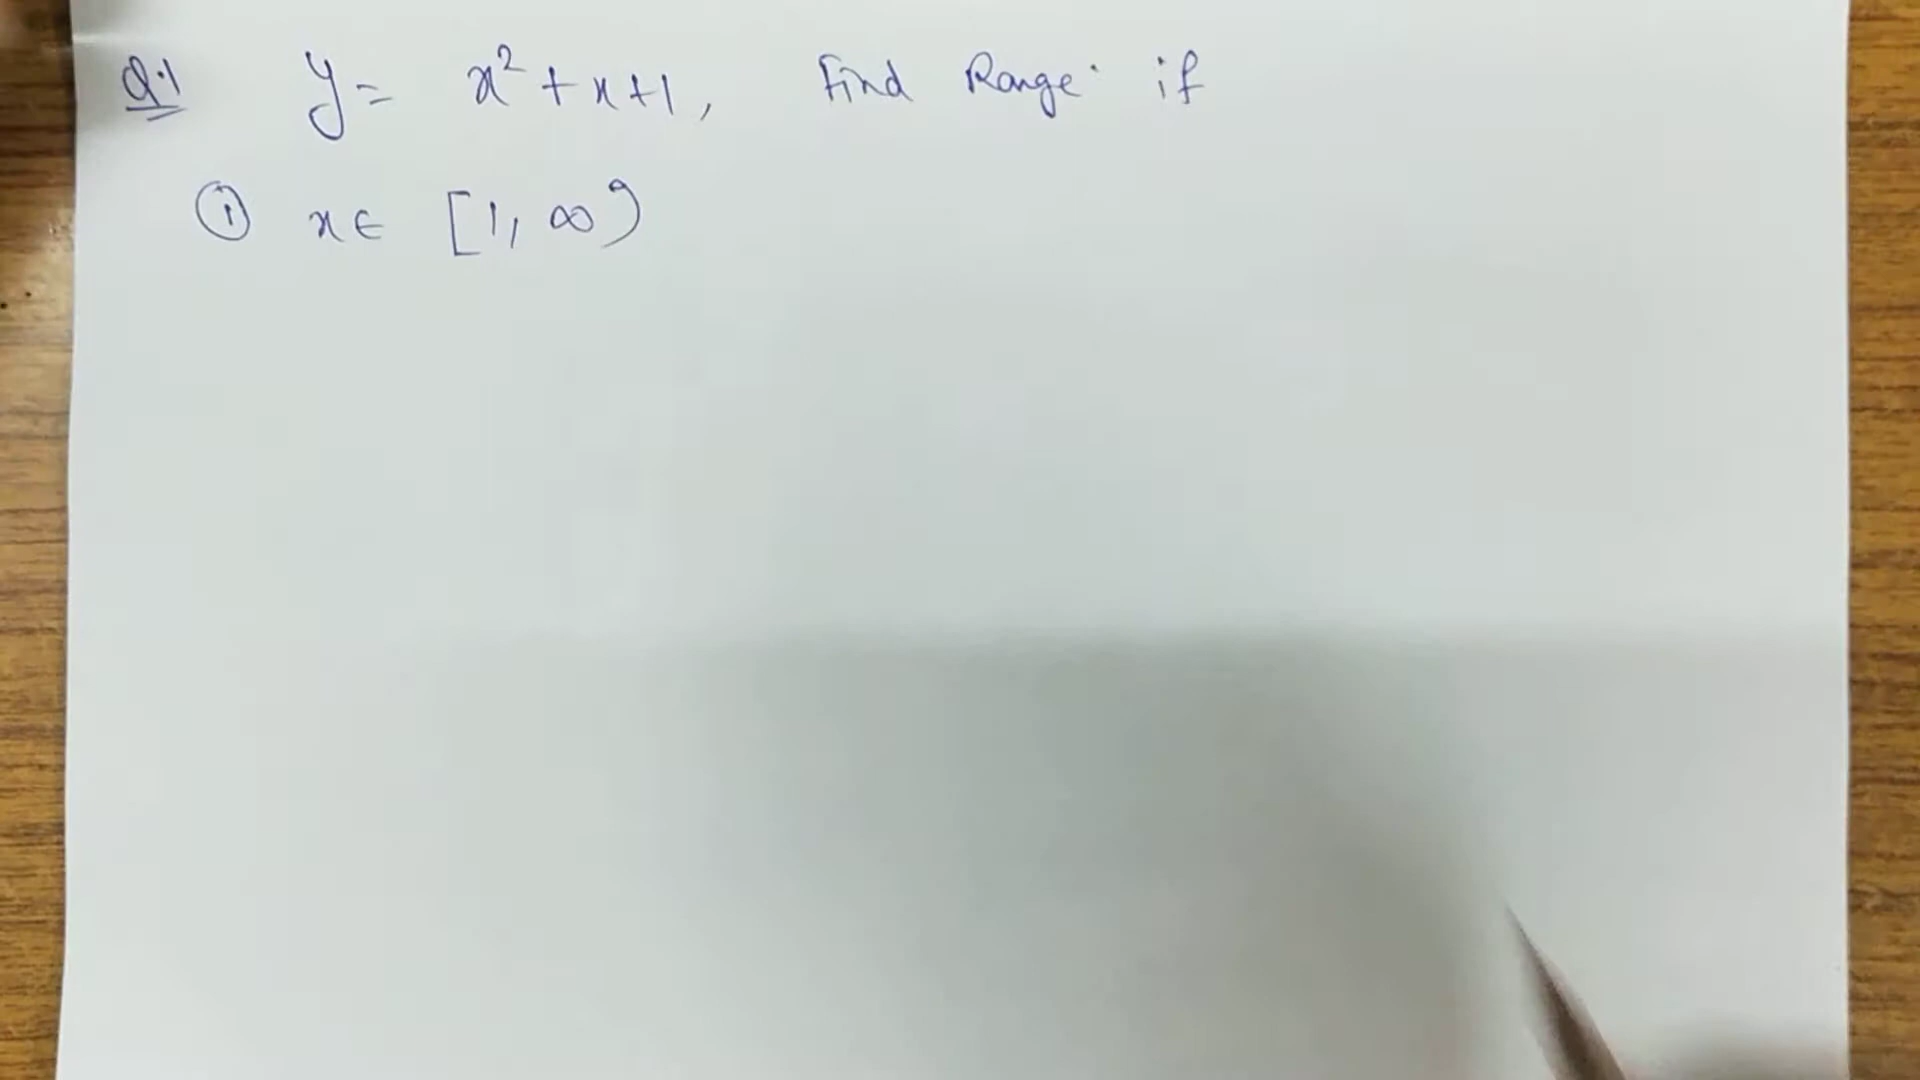 Q.1 y = x² + x + 1, Find Range if
① x ∈ [1, ∞)